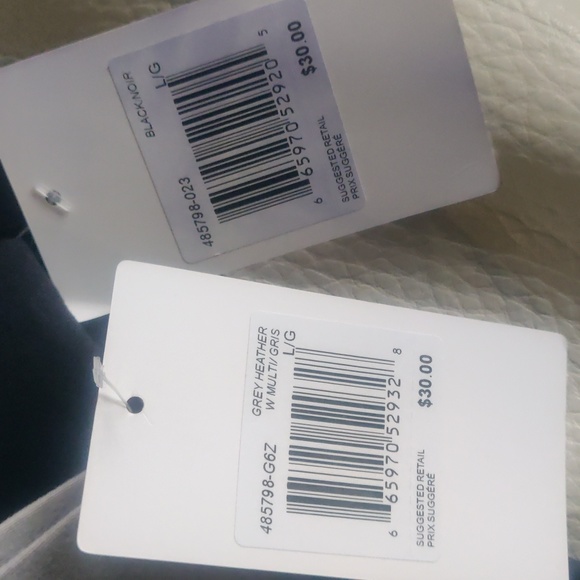 485798-023
BLACK/NOIR
L/G
6 65970 52920 5
SUGGESTED RETAIL
PRIX SUGGÉRÉ
$30.00
485798-G6Z
GREY HEATHER
W MULTI/ GRIS
L/G
6 65970 52932 8
SUGGESTED RETAIL
PRIX SUGGÉRÉ
$30.00